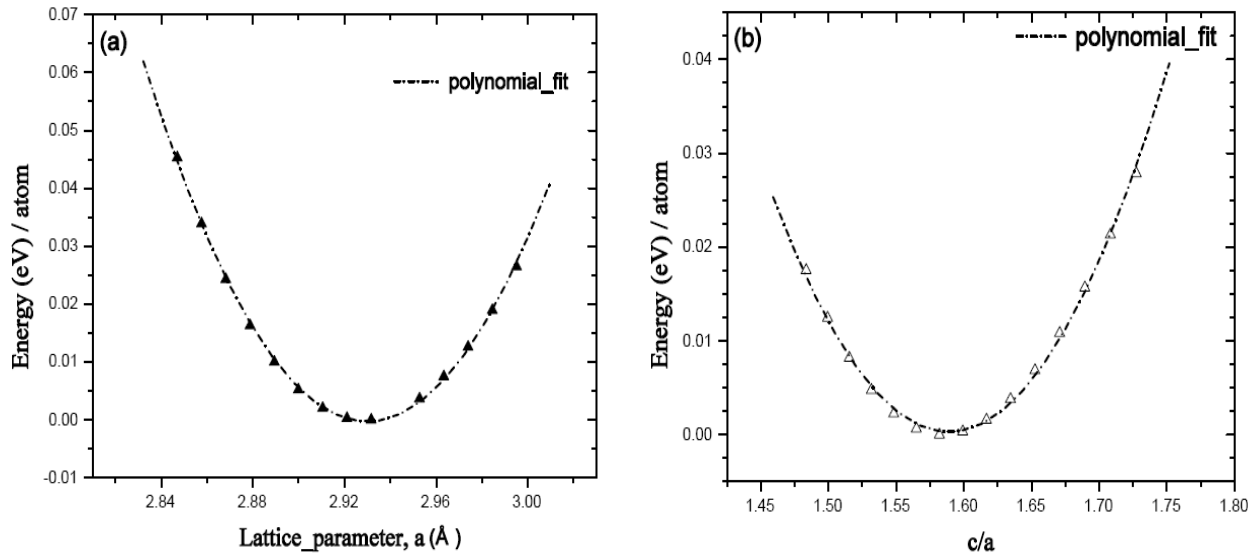 (a)
polynomial_fit
0.07
0.06
0.05
0.04
0.03
0.02
0.01
0.00
-0.01
Energy (eV) / atom
2.84 2.88 2.92 2.96 3.00
Lattice_parameter, a (Å)
(b)
polynomial_fit
0.04
0.03
0.02
0.01
0.00
Energy (eV) / atom
1.45 1.50 1.55 1.60 1.65 1.70 1.75 1.80
c/a